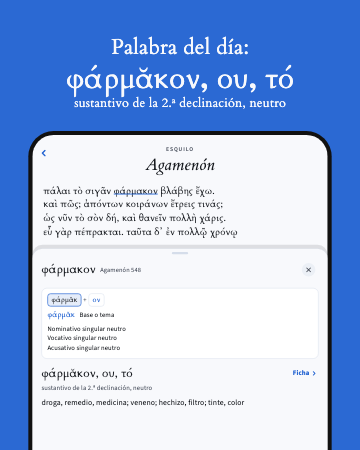 Palabra del día:
φάρμᾰκον, ου, τό
sustantivo de la 2.ª declinación, neutro
ESQUILO
Agamenón
πάλαι τὸ σιγᾶν φάρμακον βλάβης ἔχω.
καὶ πῶς; ἀπόντων κοιράνων ἔτρεις τινάς;
ὡς νῦν τὸ σὸν δή, καὶ θανεῖν πολλὴ χάρις.
εὖ γὰρ πέπρακται. ταῦτα δ᾽ ἐν πολλῷ χρόνῳ
φάρμακον Agamenón 548
φάρμᾰκ + ον
φάρμᾰκ Base o tema
Nominativo singular neutro
Vocativo singular neutro
Acusativo singular neutro
φάρμᾰκον, ου, τό Ficha
sustantivo de la 2.ª declinación, neutro
droga, remedio, medicina; veneno; hechizo, filtro; tinte, color